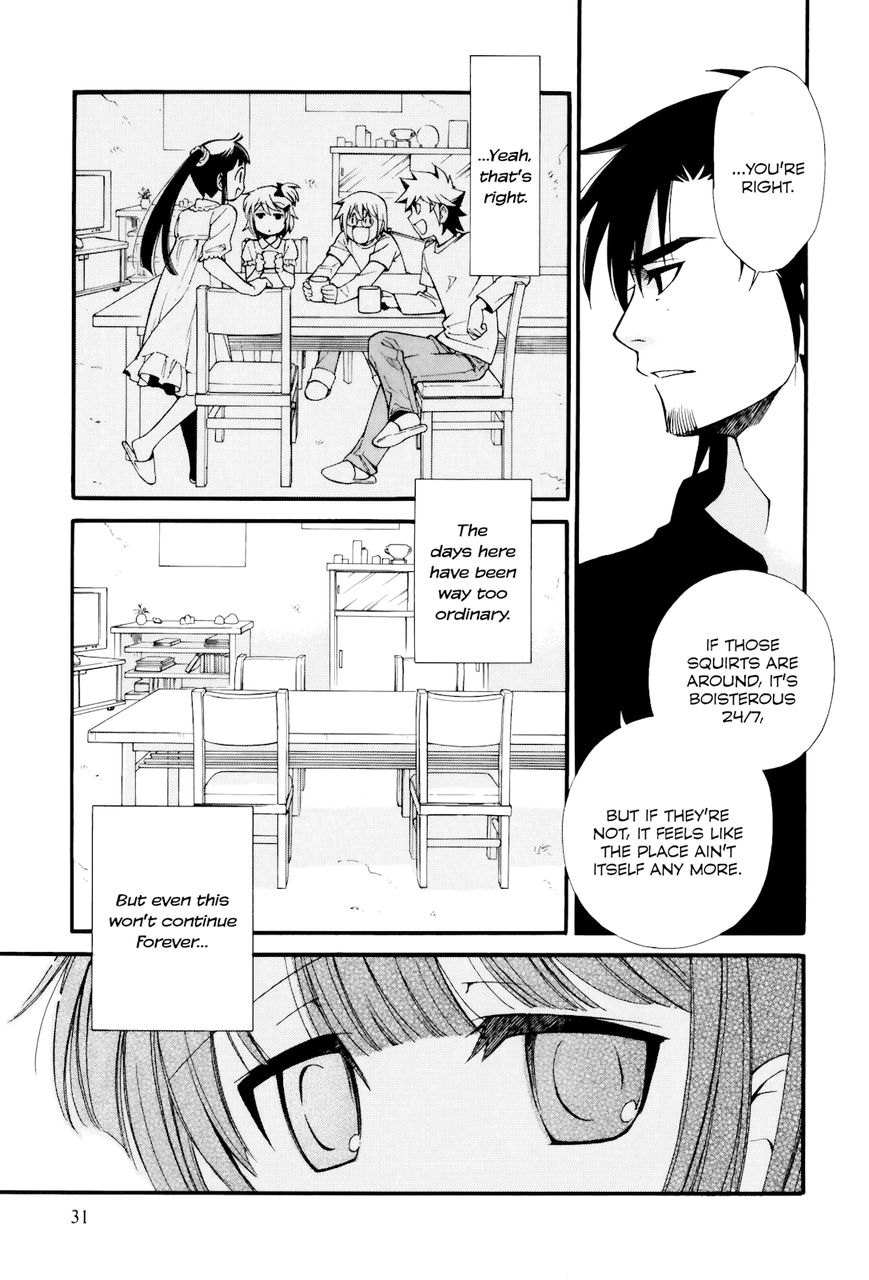 ...YOU'RE
RIGHT.
IF THOSE
SQUIRTS ARE
AROUND, IT'S
BOISTEROUS
24/7,
BUT IF THEY'RE
NOT, IT FEELS LIKE
THE PLACE AIN'T
ITSELF ANY MORE.
...Yeah,
that's
right.
The
days here
have been
way too
ordinary.
But even this
won't continue
Forever...
31